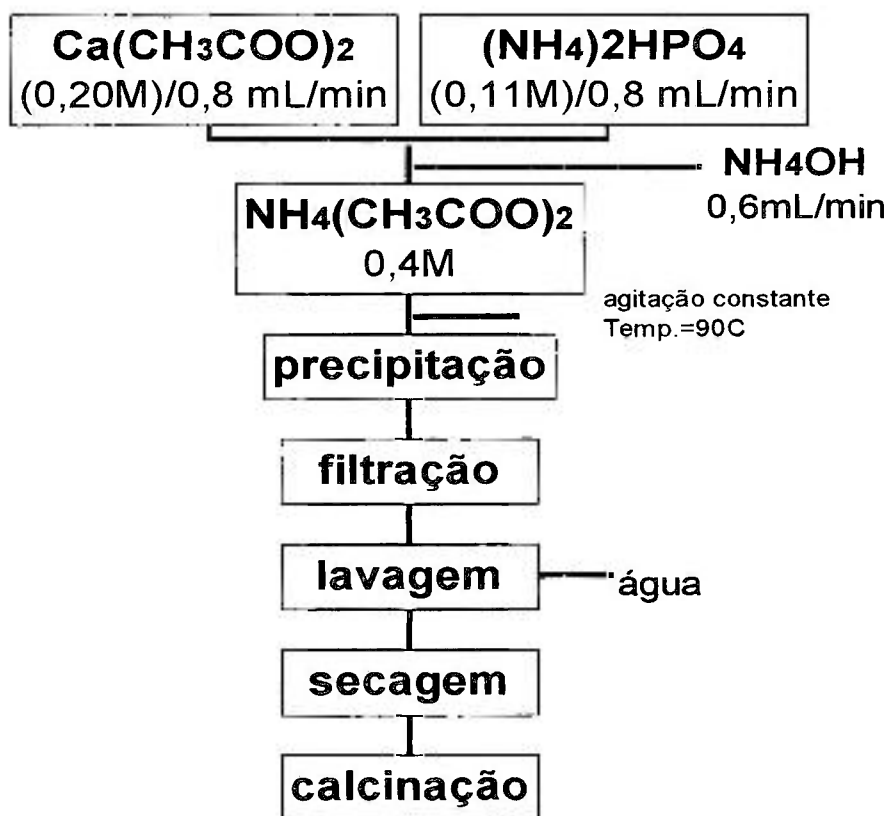 Ca(CH3COO)2
(0,20M)/0,8 mL/min
(NH4)2HPO4
(0,11M)/0,8 mL/min
NH4OH
0,6mL/min
NH4(CH3COO)2
0,4M
agitação constante
Temp.=90C
precipitação
filtração
lavagem
água
secagem
calcinação